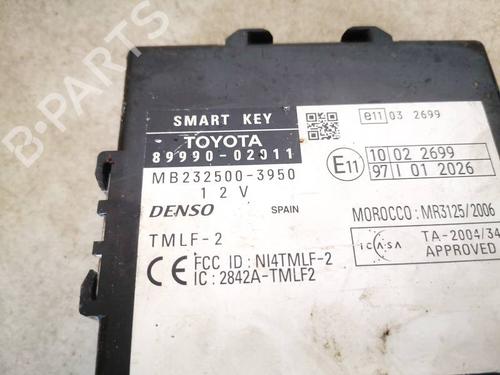 B-PARTS
SMART KEY
TOYOTA
89990-02011
MB232500-3950
12V
DENSO SPAIN
TMLF-2
CE FCC ID : NI4TMLF-2
IC : 2842A-TMLF2
e11 03 2699
E11 10 02 2699
97 I 01 2026
MOROCCO : MR3125/2006
ICASA TA-2004/34
APPROVED